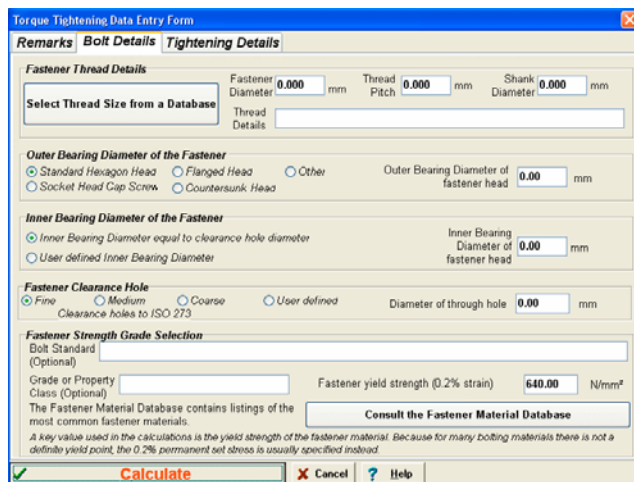 Torque Tightening Data Entry Form
Remarks Bolt Details Tightening Details
Fastener Thread Details
Select Thread Size from a Database
Fastener Diameter 0.000 mm Thread Pitch 0.000 mm Shank Diameter 0.000 mm
Thread Details
Outer Bearing Diameter of the Fastener
Standard Hexagon Head Flanged Head Other
Socket Head Cap Screw Countersunk Head
Outer Bearing Diameter of
fastener head 0.00 mm
Inner Bearing Diameter of the Fastener
Inner Bearing Diameter equal to clearance hole diameter
User defined Inner Bearing Diameter
Inner Bearing
Diameter of
fastener head 0.00 mm
Fastener Clearance Hole
Fine Medium Coarse User defined
Clearance holes to ISO 273
Diameter of through hole 0.00 mm
Fastener Strength Grade Selection
Bolt Standard
(Optional)
Grade or Property
Class (Optional)
Fastener yield strength (0.2% strain) 640.00 N/mm²
The Fastener Material Database contains listings of the
most common fastener materials.
Consult the Fastener Material Database
A key value used in the calculations is the yield strength of the fastener material. Because for many bolting materials there is not a
definite yield point, the 0.2% permanent set stress is usually specified instead.
Calculate Cancel ? Help